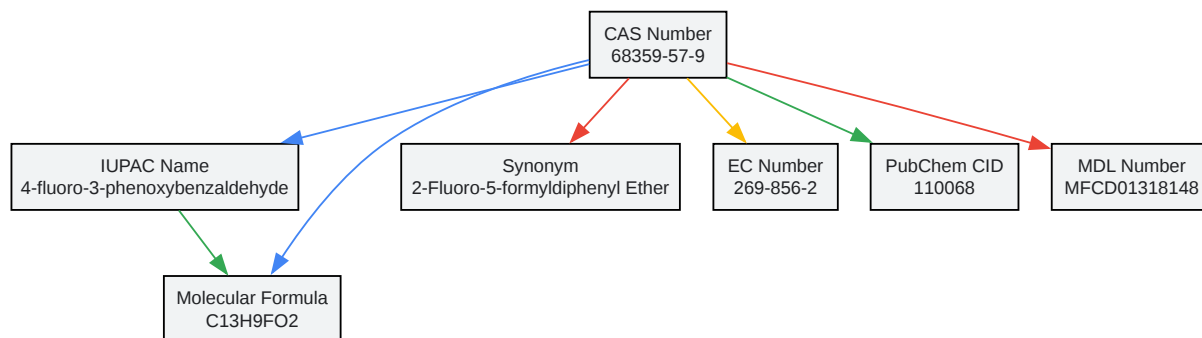 CAS Number
68359-57-9
IUPAC Name
4-fluoro-3-phenoxybenzaldehyde
Synonym
2-Fluoro-5-formyldiphenyl Ether
EC Number
269-856-2
PubChem CID
110068
MDL Number
MFCD01318148
Molecular Formula
C13H9FO2